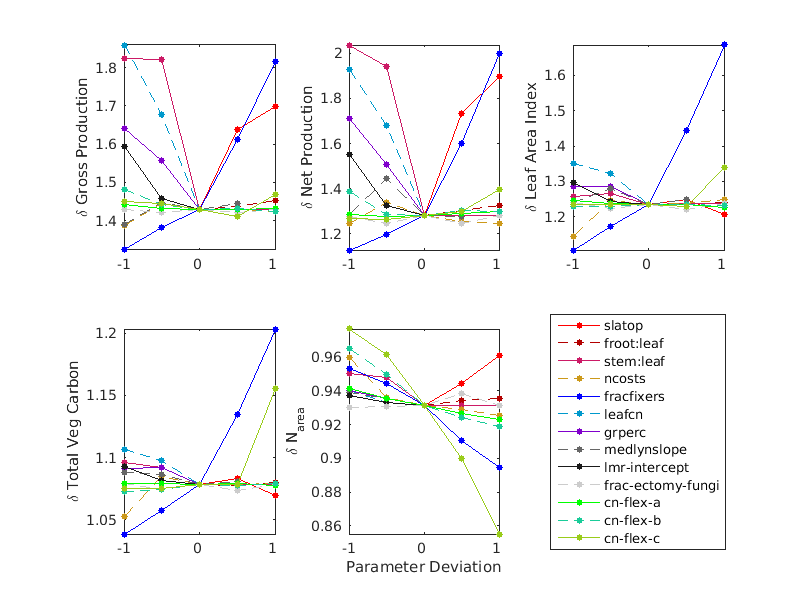 δ Gross Production
1.8
1.7
1.6
1.5
1.4
-1 0 1
δ Net Production
2
1.8
1.6
1.4
1.2
-1 0 1
δ Leaf Area Index
1.6
1.5
1.4
1.3
1.2
-1 0 1
δ Total Veg Carbon
1.2
1.15
1.1
1.05
-1 0 1
δ N_area
0.96
0.94
0.92
0.9
0.88
0.86
-1 0 1
Parameter Deviation
slatop
froot:leaf
stem:leaf
ncosts
fracfixers
leafcn
grperc
medlynslope
lmr-intercept
frac-ectomy-fungi
cn-flex-a
cn-flex-b
cn-flex-c